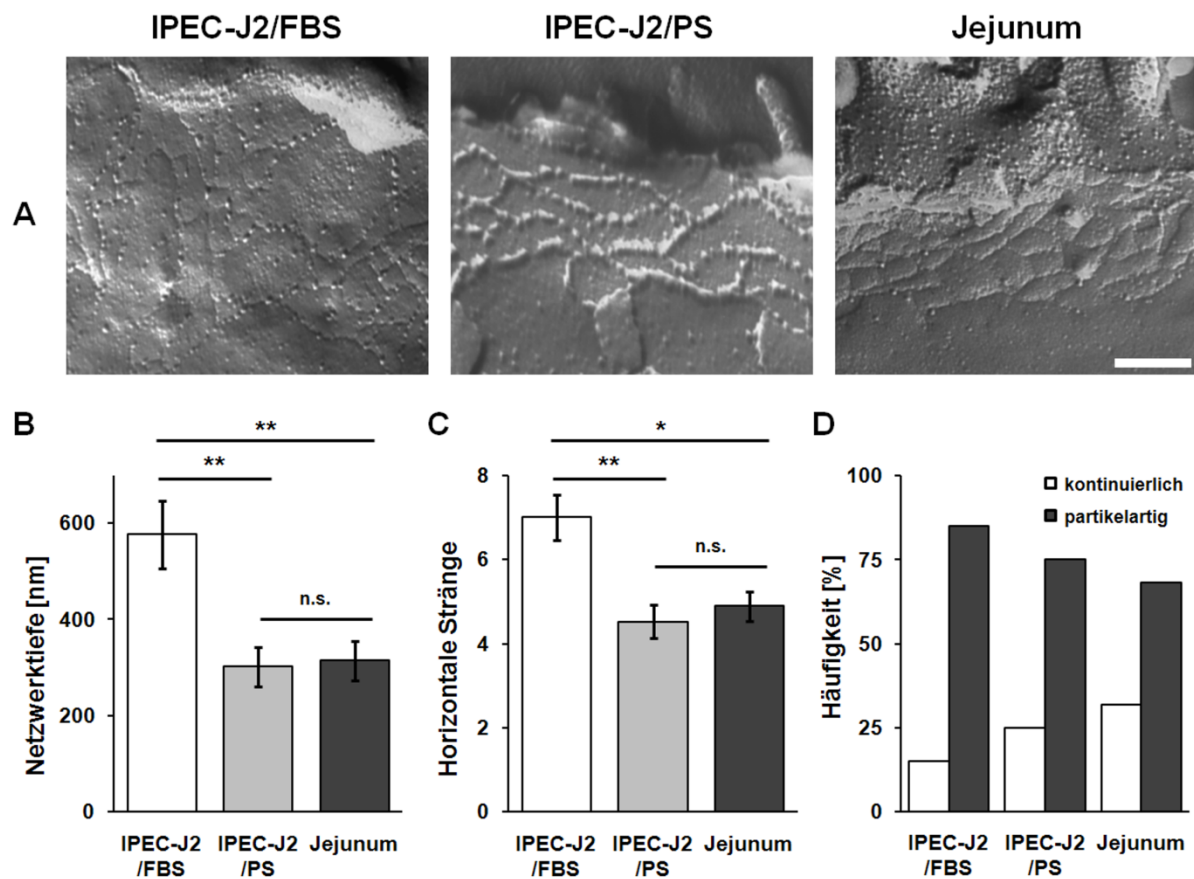 IPEC-J2/FBS
IPEC-J2/PS
Jejunum
A
B
**
**
n.s.
Netzwerktiefe [nm]
600
400
200
0
IPEC-J2
/FBS
IPEC-J2
/PS
Jejunum
C
*
**
n.s.
Horizontale Stränge
8
6
4
2
0
IPEC-J2
/FBS
IPEC-J2
/PS
Jejunum
D
kontinuierlich
partikelartig
Häufigkeit [%]
100
75
50
25
0
IPEC-J2
/FBS
IPEC-J2
/PS
Jejunum